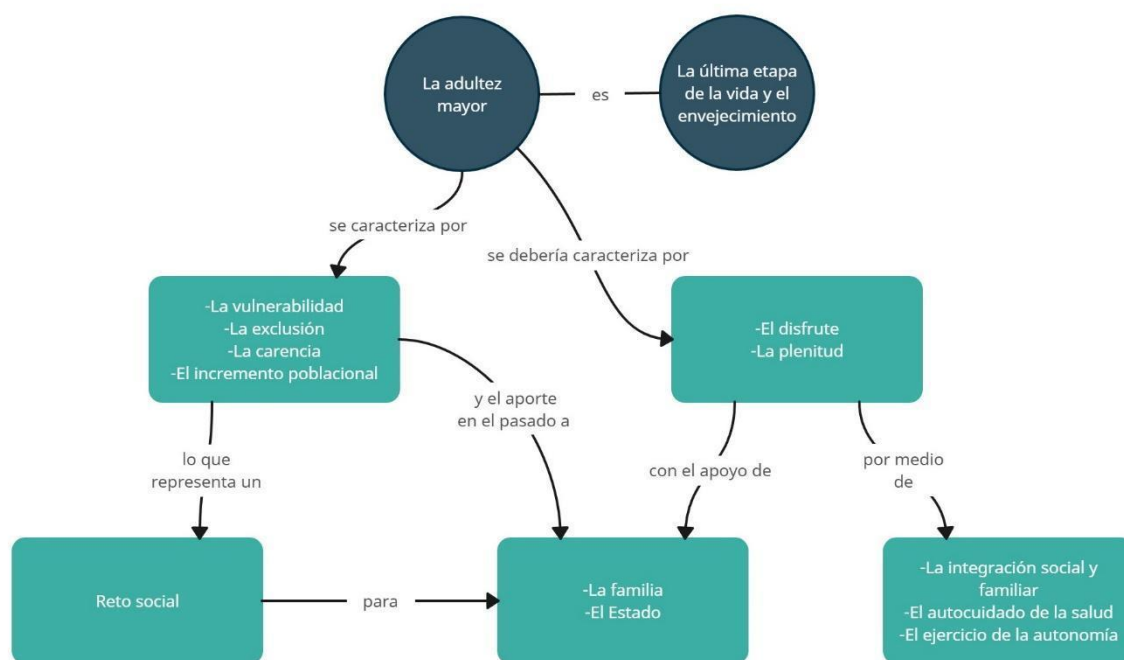 La adultez
mayor
es
La última etapa
de la vida y el
envejecimiento
se caracteriza por
se debería caracteriza por
-La vulnerabilidad
-La exclusión
-La carencia
-El incremento poblacional
-El disfrute
-La plenitud
y el aporte
en el pasado a
lo que
representa un
con el apoyo de
por medio
de
Reto social
para
-La familia
-El Estado
-La integración social y
familiar
-El autocuidado de la salud
-El ejercicio de la autonomía